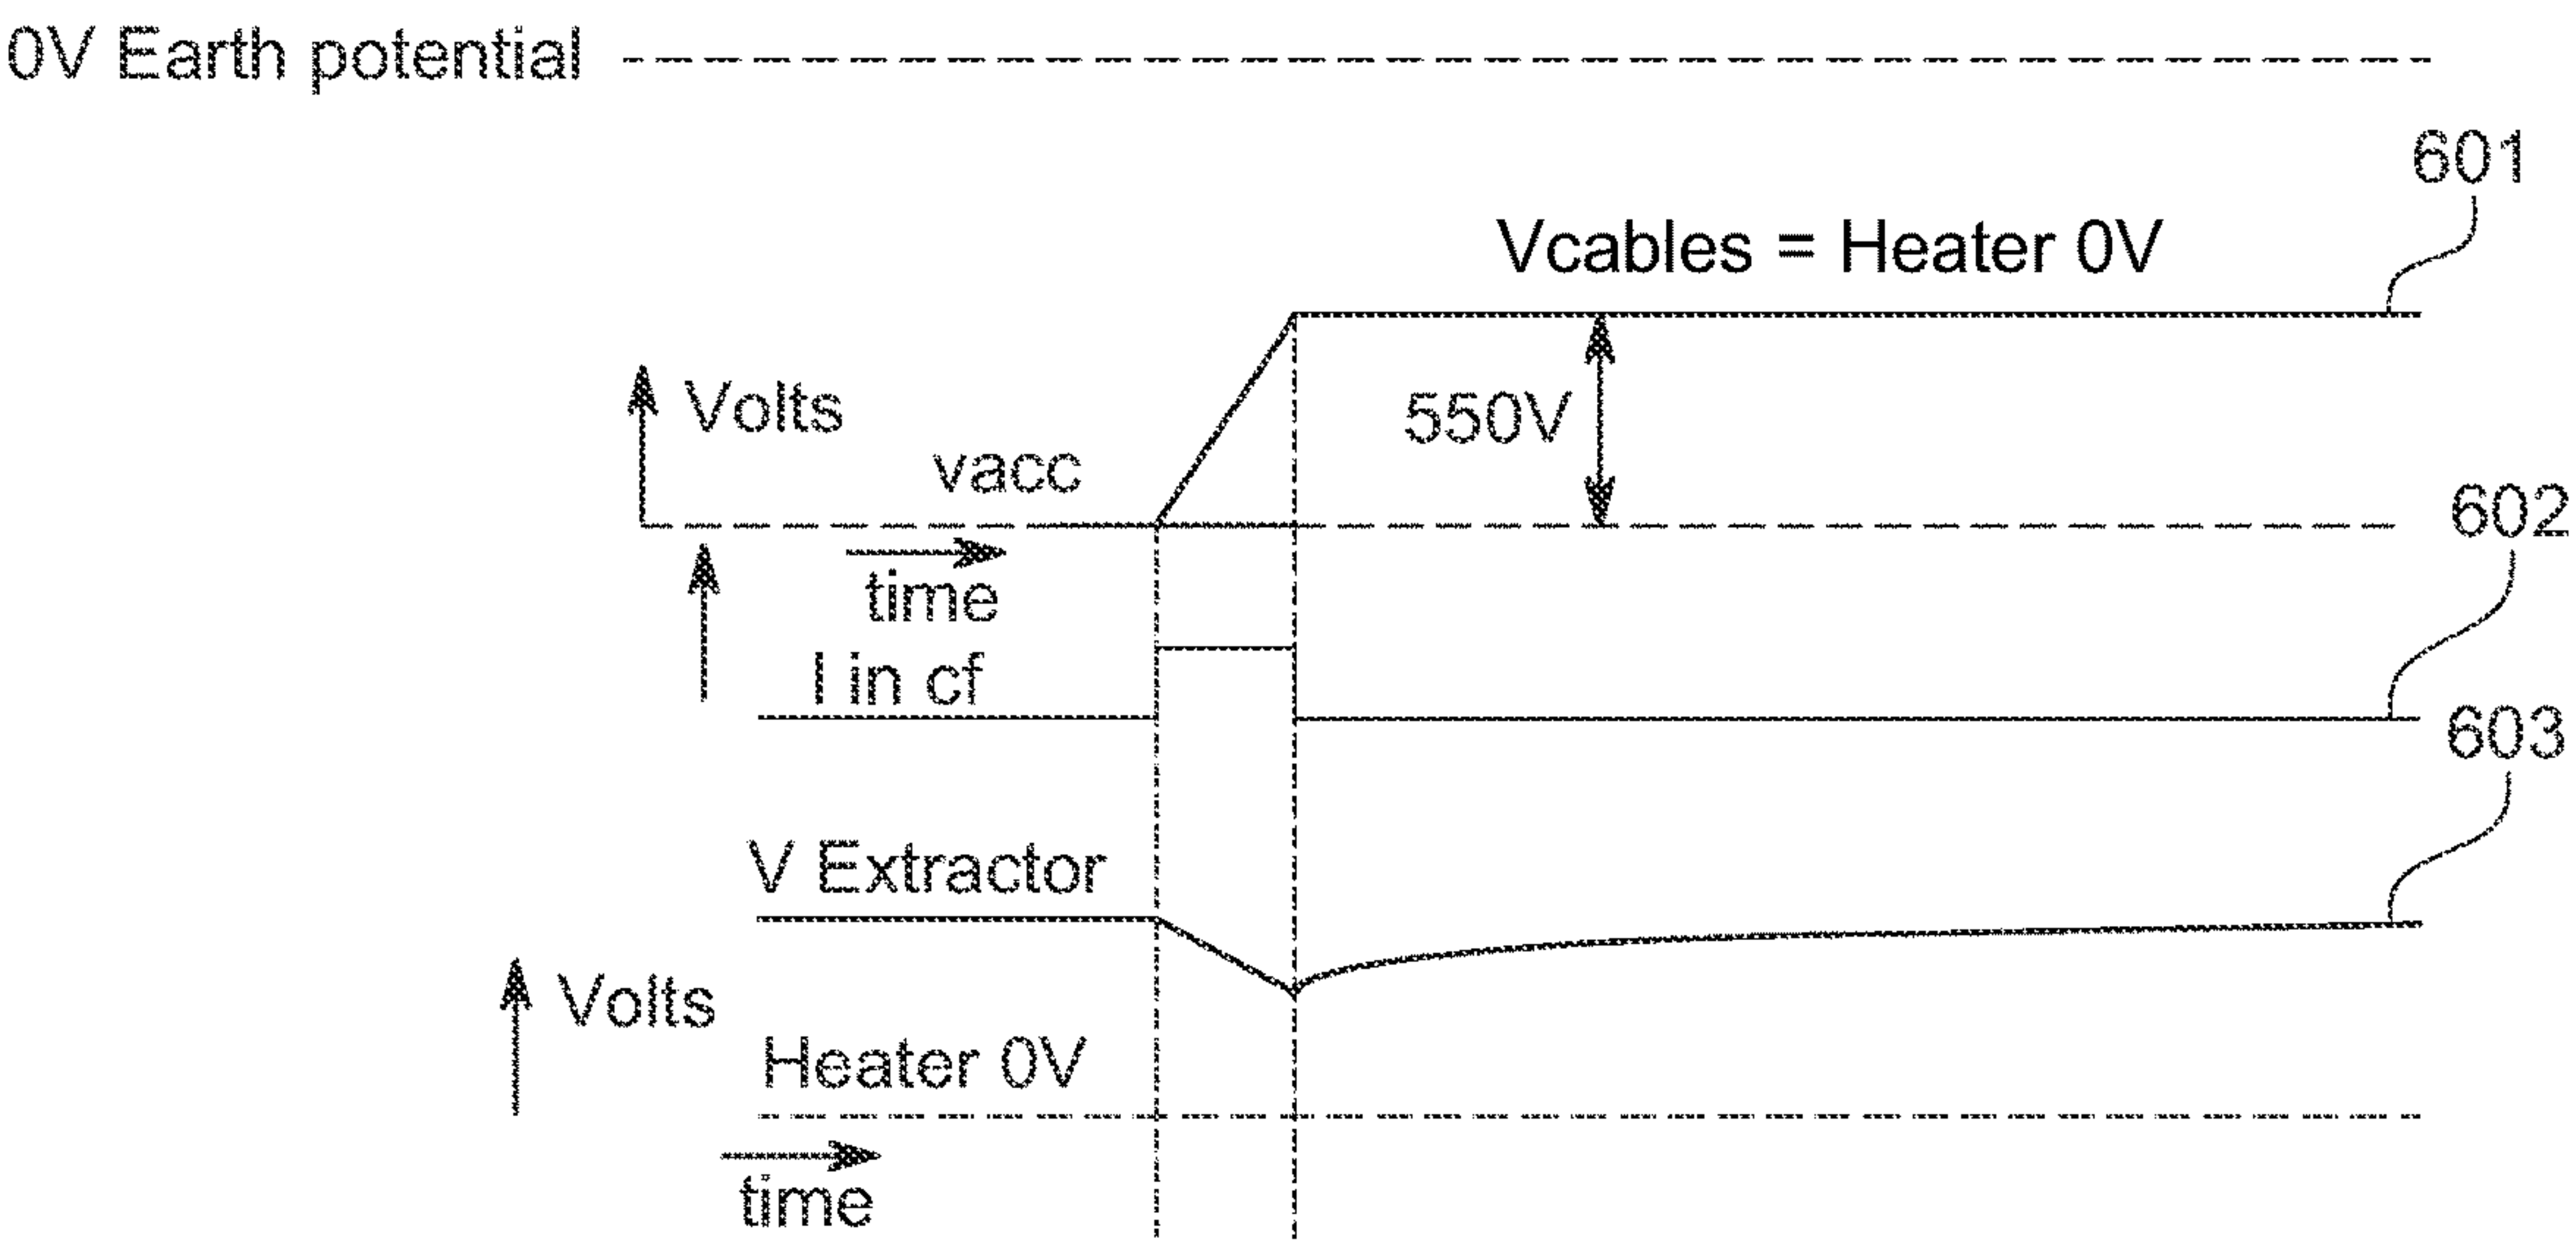 0V Earth potential
601
Vcables = Heater 0V
Volts
550V
vacc
602
time
I in cf
603
V Extractor
Volts
Heater 0V
time